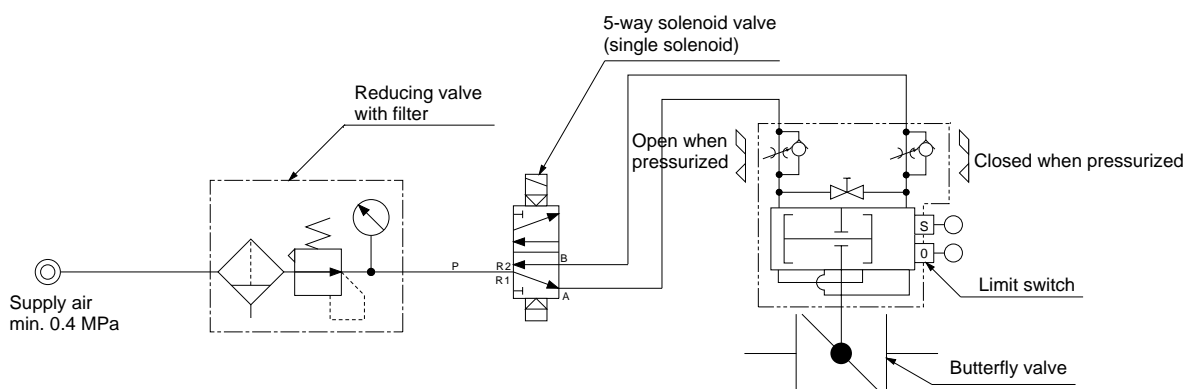 5-way solenoid valve
(single solenoid)
Reducing valve
with filter
Open when
pressurized
Closed when pressurized
S
0
P
R2
R1
B
A
Supply air
min. 0.4 MPa
Limit switch
Butterfly valve